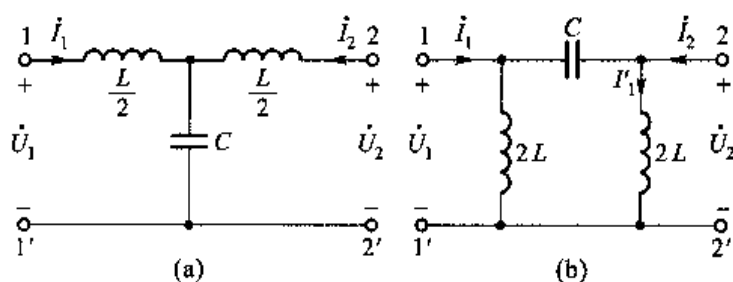 1 İ₁ İ₂ 2
L/2 L/2
+ +
U̇₁ C U̇₂
− −
1′ 2′
(a)
1 İ₁ C İ₂ 2
I′₁
+ +
U̇₁ 2L 2L U̇₂
− −
1′ 2′
(b)